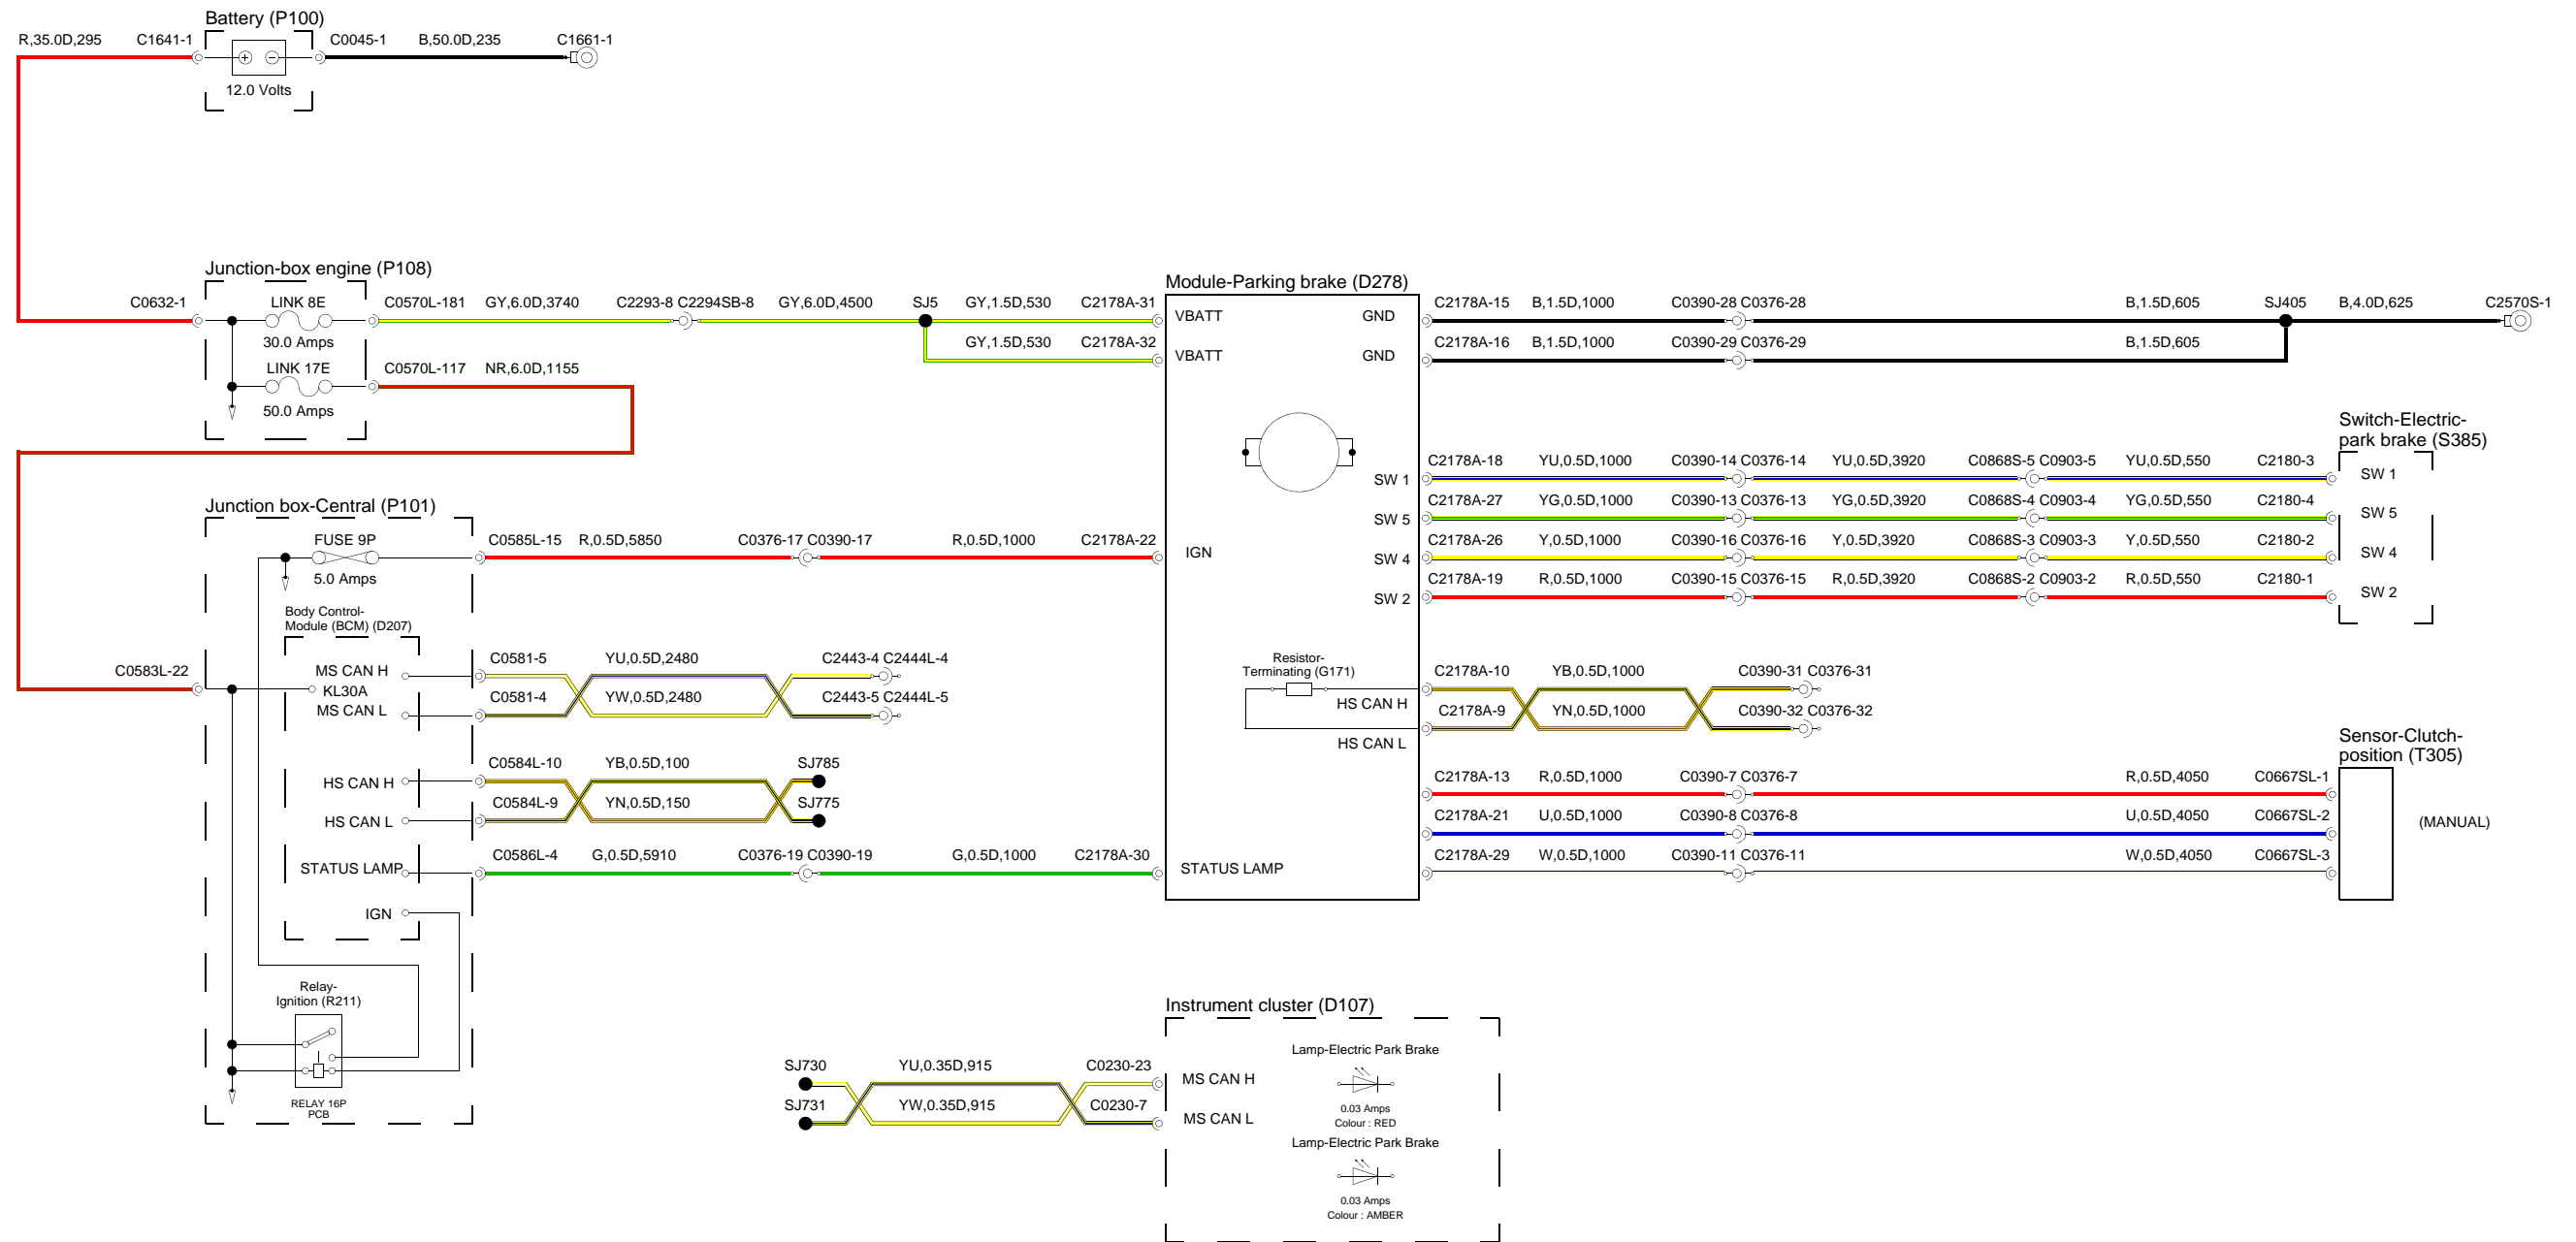 Battery (P100)
R,35.0D,295
C1641-1
C0045-1
B,50.0D,235
C1661-1
12.0 Volts
Junction-box engine (P108)
C0632-1
LINK 8E
30.0 Amps
LINK 17E
50.0 Amps
C0570L-181
GY,6.0D,3740
C2293-8 C2294SB-8
GY,6.0D,4500
SJ5
GY,1.5D,530
C2178A-31
GY,1.5D,530
C2178A-32
C0570L-117
NR,6.0D,1155
Module-Parking brake (D278)
VBATT
GND
VBATT
GND
SW 1
SW 5
IGN
SW 4
SW 2
Resistor-
Terminating (G171)
HS CAN H
HS CAN L
STATUS LAMP
C2178A-15
B,1.5D,1000
C0390-28 C0376-28
B,1.5D,605
SJ405
B,4.0D,625
C2570S-1
C2178A-16
B,1.5D,1000
C0390-29 C0376-29
B,1.5D,605
Switch-Electric-
park brake (S385)
C2178A-18
YU,0.5D,1000
C0390-14 C0376-14
YU,0.5D,3920
C0868S-5 C0903-5
YU,0.5D,550
C2180-3
SW 1
C2178A-27
YG,0.5D,1000
C0390-13 C0376-13
YG,0.5D,3920
C0868S-4 C0903-4
YG,0.5D,550
C2180-4
SW 5
C2178A-26
Y,0.5D,1000
C0390-16 C0376-16
Y,0.5D,3920
C0868S-3 C0903-3
Y,0.5D,550
C2180-2
SW 4
C2178A-19
R,0.5D,1000
C0390-15 C0376-15
R,0.5D,3920
C0868S-2 C0903-2
R,0.5D,550
C2180-1
SW 2
C2178A-10
YB,0.5D,1000
C0390-31 C0376-31
C2178A-9
YN,0.5D,1000
C0390-32 C0376-32
Sensor-Clutch-
position (T305)
C2178A-13
R,0.5D,1000
C0390-7 C0376-7
R,0.5D,4050
C0667SL-1
C2178A-21
U,0.5D,1000
C0390-8 C0376-8
U,0.5D,4050
C0667SL-2
(MANUAL)
C2178A-29
W,0.5D,1000
C0390-11 C0376-11
W,0.5D,4050
C0667SL-3
Junction box-Central (P101)
FUSE 9P
5.0 Amps
C0585L-15
R,0.5D,5850
C0376-17 C0390-17
R,0.5D,1000
C2178A-22
Body Control-
Module (BCM) (D207)
C0583L-22
MS CAN H
KL30A
MS CAN L
C0581-5
YU,0.5D,2480
C2443-4 C2444L-4
C0581-4
YW,0.5D,2480
C2443-5 C2444L-5
HS CAN H
HS CAN L
C0584L-10
YB,0.5D,100
SJ785
C0584L-9
YN,0.5D,150
SJ775
STATUS LAMP
C0586L-4
G,0.5D,5910
C0376-19 C0390-19
G,0.5D,1000
C2178A-30
IGN
Relay-
Ignition (R211)
RELAY 16P
PCB
Instrument cluster (D107)
SJ730
YU,0.35D,915
C0230-23
MS CAN H
SJ731
YW,0.35D,915
C0230-7
MS CAN L
Lamp-Electric Park Brake
0.03 Amps
Colour : RED
Lamp-Electric Park Brake
0.03 Amps
Colour : AMBER